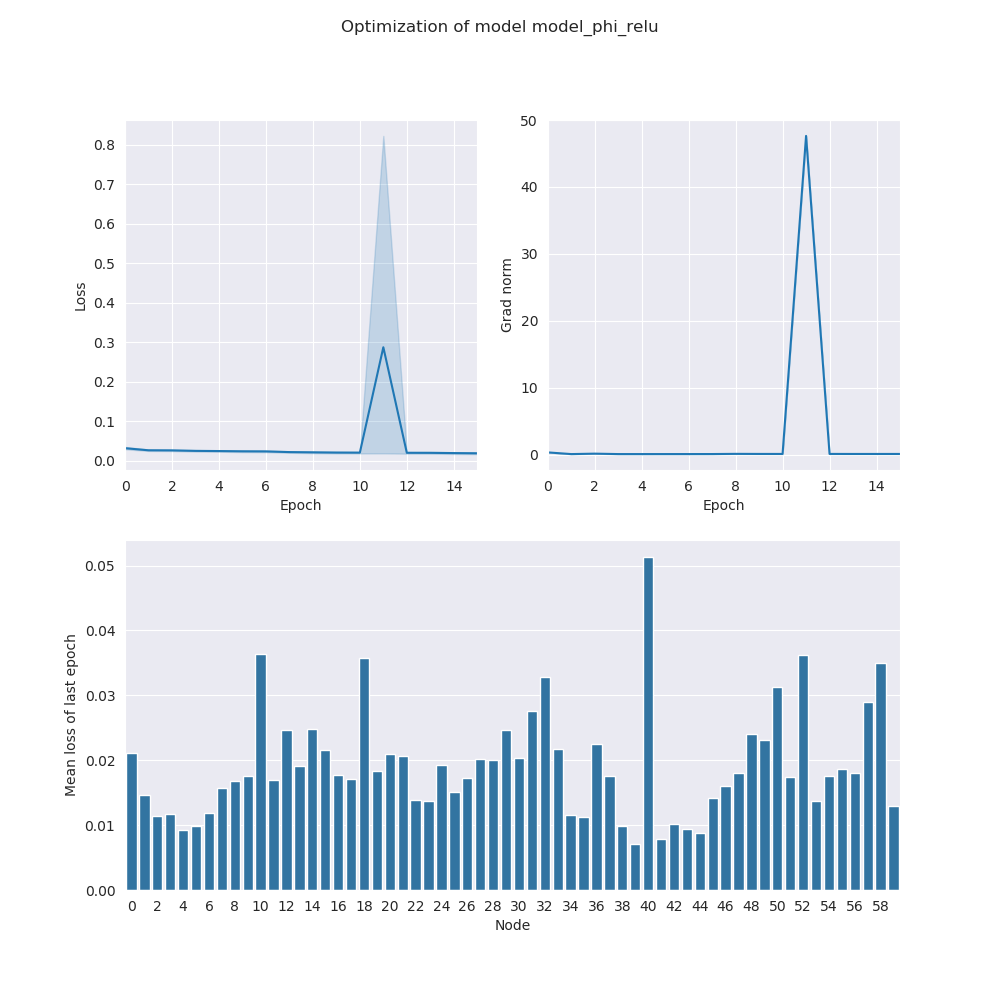 Optimization of model model_phi_relu
0.8
0.7
0.6
0.5
0.4
0.3
0.2
0.1
0.0
Loss
0 2 4 6 8 10 12 14
Epoch
50
40
30
20
10
0
Grad norm
0 2 4 6 8 10 12 14
Epoch
0.05
0.04
0.03
0.02
0.01
0.00
Mean loss of last epoch
0 2 4 6 8 10 12 14 16 18 20 22 24 26 28 30 32 34 36 38 40 42 44 46 48 50 52 54 56 58
Node